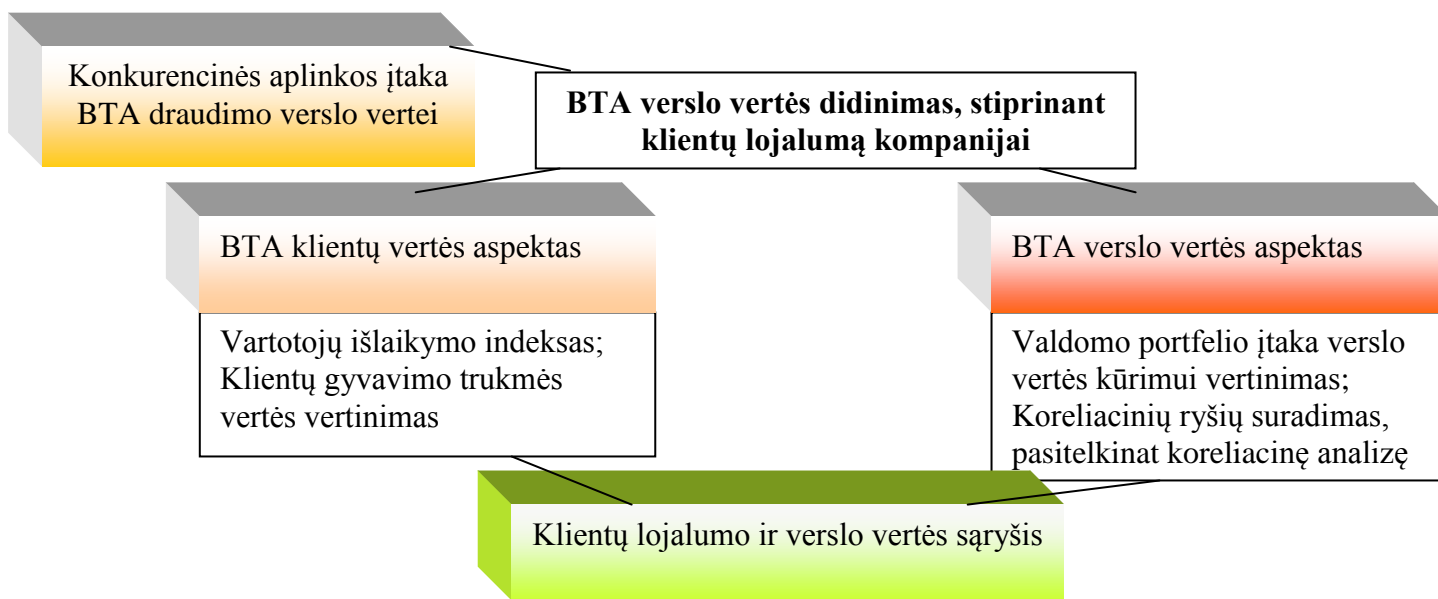 Konkurencinės aplinkos įtaka
BTA draudimo verslo vertei
BTA verslo vertės didinimas, stiprinant
klientų lojalumą kompanijai
BTA klientų vertės aspektas
Vartotojų išlaikymo indeksas;
Klientų gyvavimo trukmės
vertės vertinimas
BTA verslo vertės aspektas
Valdomo portfelio įtaka verslo
vertės kūrimui vertinimas;
Koreliacinių ryšių suradimas,
pasitelkinat koreliacinę analizę
Klientų lojalumo ir verslo vertės sąryšis